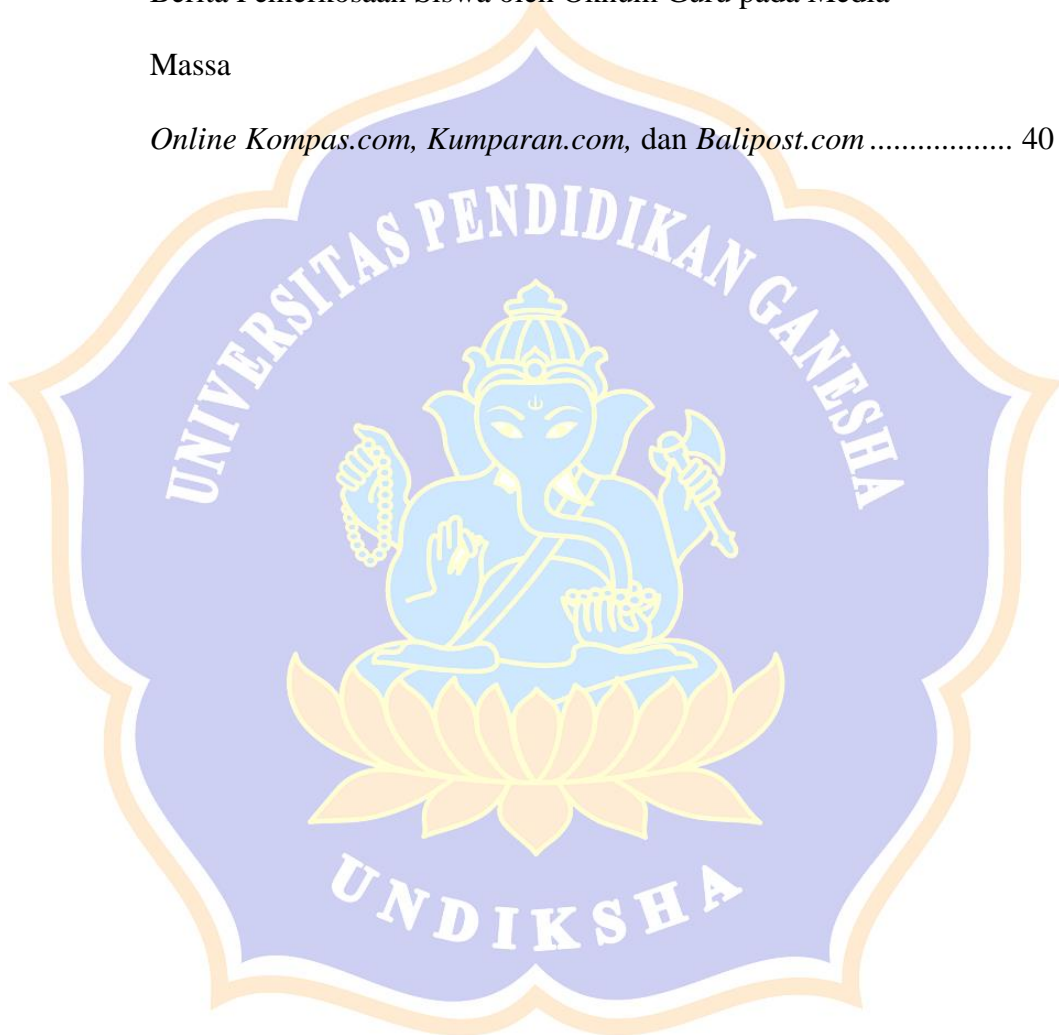 Berita Pemerkosaan Siswa oleh Oknum Guru pada Media
Massa
Online Kompas.com, Kumparan.com, dan Balipost.com .................. 40
UNIVERSITAS PENDIDIKAN GANESHA
UNDIKSHA